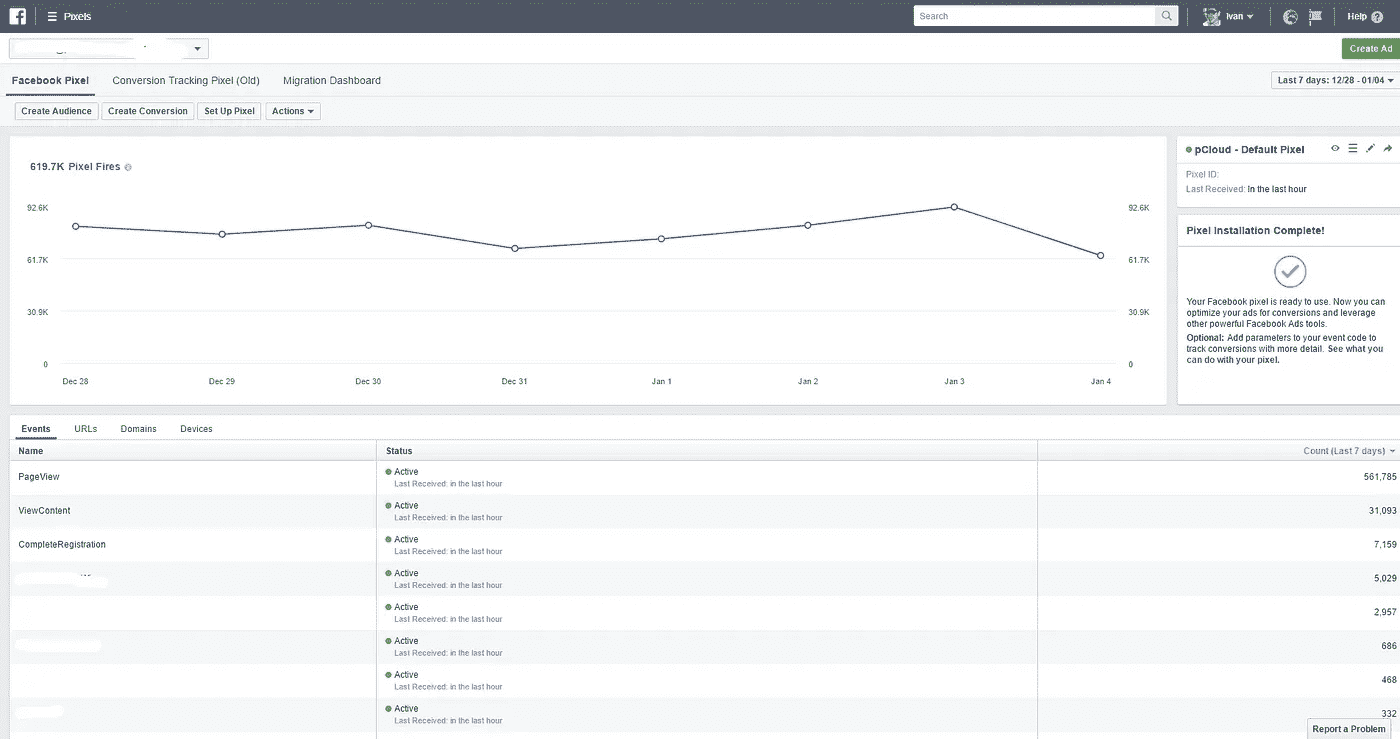 f Pixels Search Ivan Help
Create Ad
Facebook Pixel Conversion Tracking Pixel (Old) Migration Dashboard Last 7 days: 12/28 - 01/04
Create Audience Create Conversion Set Up Pixel Actions
619.7K Pixel Fires
92.6K 92.6K
61.7K 61.7K
30.9K 30.9K
0 0
Dec 28 Dec 29 Dec 30 Dec 31 Jan 1 Jan 2 Jan 3 Jan 4
pCloud - Default Pixel
Pixel ID:
Last Received: In the last hour
Pixel Installation Complete!
Your Facebook pixel is ready to use. Now you can
optimize your ads for conversions and leverage
other powerful Facebook Ads tools.
Optional: Add parameters to your event code to
track conversions with more detail. See what you
can do with your pixel.
Events URLs Domains Devices
Name Status Count (Last 7 days)
PageView Active 561,785
Last Received: in the last hour
ViewContent Active 31,093
Last Received: in the last hour
CompleteRegistration Active 7,159
Last Received: in the last hour
Active 5,029
Last Received: in the last hour
Active 2,957
Last Received: in the last hour
Active 686
Last Received: in the last hour
Active 468
Last Received: in the last hour
Active 332
Last Received: in the last hour
Report a Problem